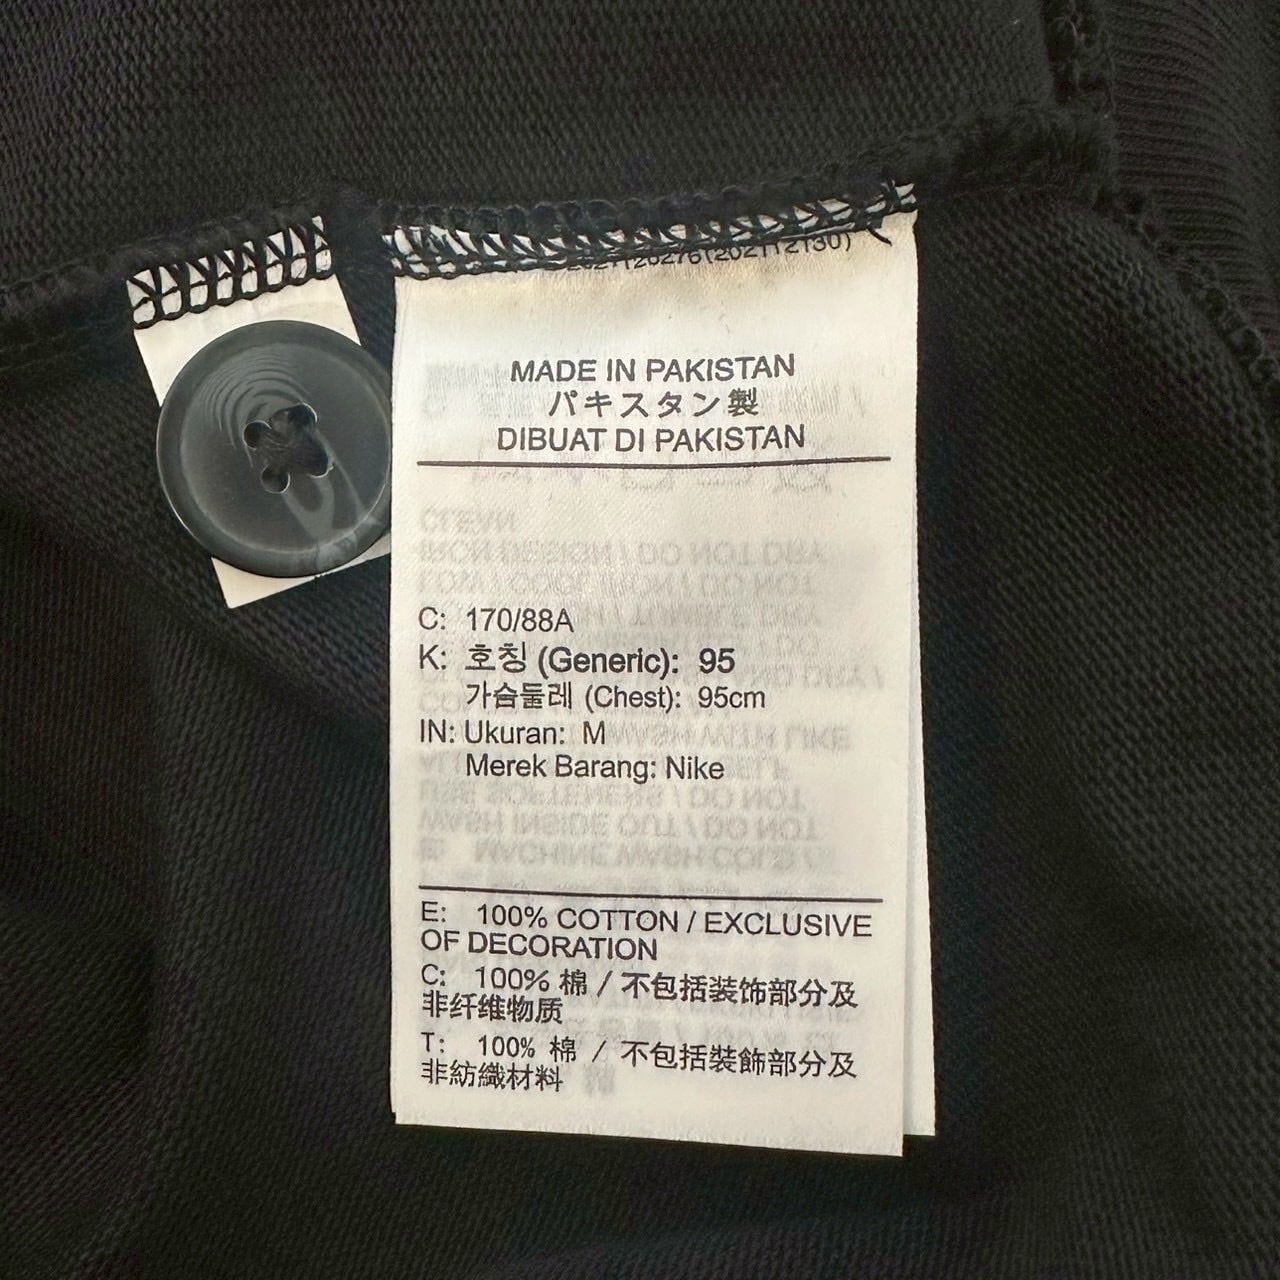 MADE IN PAKISTAN
パキスタン製
DIBUAT DI PAKISTAN
C: 170/88A
K: 호칭 (Generic): 95
가슴둘레 (Chest): 95cm
IN: Ukuran: M
Merek Barang: Nike
E: 100% COTTON / EXCLUSIVE
OF DECORATION
C: 100% 棉 / 不包括装饰部分及
非纤维物质
T: 100% 棉 / 不包括裝飾部分及
非紡織材料